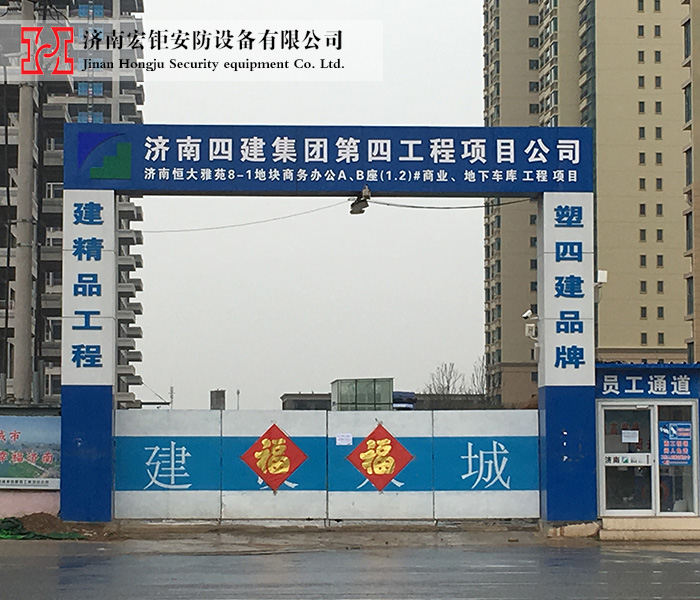 济南宏钜安防设备有限公司
Jinan Hongju Security equipment Co. Ltd.
济南四建集团第四工程项目公司
济南恒大雅苑8-1地块商务办公A、B座(1.2)#商业、地下车库 工程 项目
建精品工程
塑四建品牌
员工通道
建
福
福
城
济南